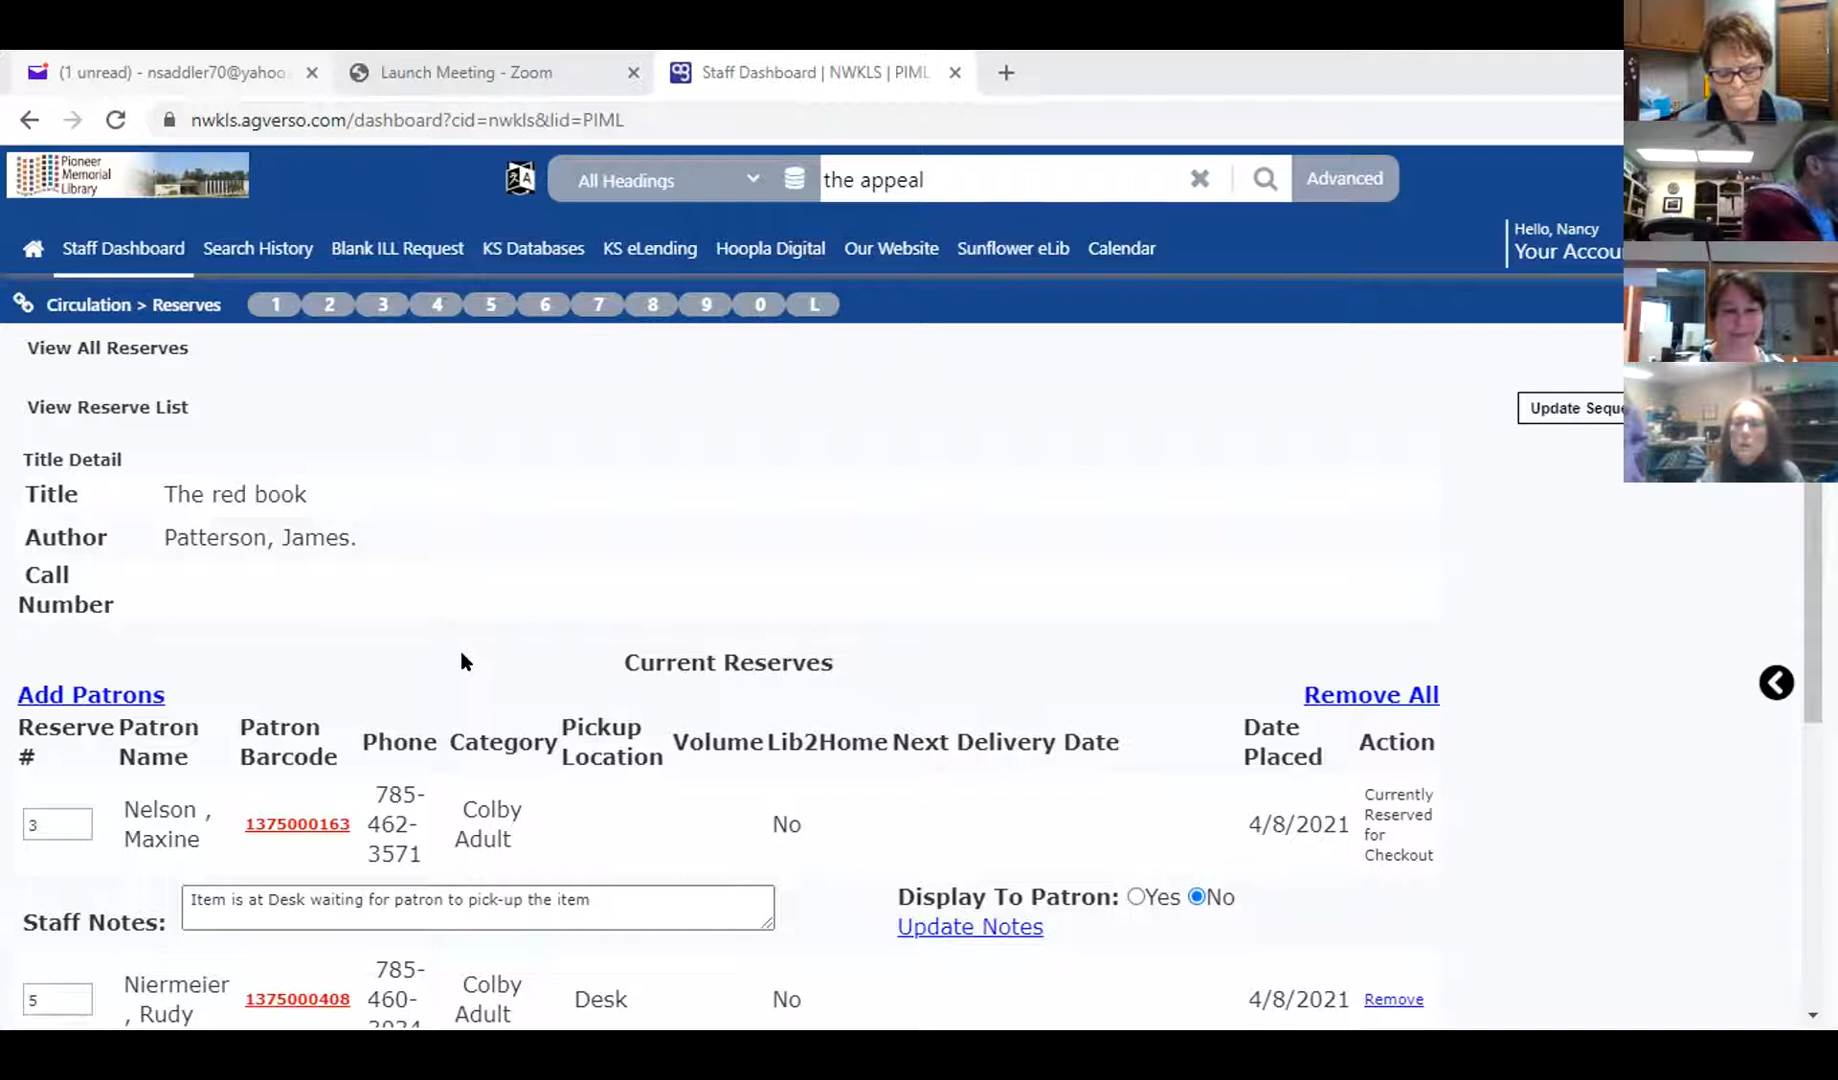 (1 unread) - nsaddler70@yahoo
Launch Meeting - Zoom
Staff Dashboard | NWKLS | PIML
nwkls.agverso.com/dashboard?cid=nwkls&lid=PIML
Pioneer
Memorial
Library
All Headings
the appeal
Advanced
Staff Dashboard
Search History
Blank ILL Request
KS Databases
KS eLending
Hoopla Digital
Our Website
Sunflower eLib
Calendar
Hello, Nancy
Your Accou
Circulation > Reserves
1 2 3 4 5 6 7 8 9 0 L
View All Reserves
View Reserve List
Update Sequ
Title Detail
Title The red book
Author Patterson, James.
Call
Number
Current Reserves
Add Patrons
Remove All
Reserve
#
Patron
Name
Patron
Barcode
Phone
Category
Pickup
Location
Volume
Lib2Home
Next Delivery Date
Date
Placed
Action
3
Nelson ,
Maxine
1375000163
785-
462-
3571
Colby
Adult
No
4/8/2021
Currently
Reserved
for
Checkout
Staff Notes:
Item is at Desk waiting for patron to pick-up the item
Display To Patron: Yes No
Update Notes
5
Niermeier
, Rudy
1375000408
785-
460-
Colby
Adult
Desk
No
4/8/2021
Remove